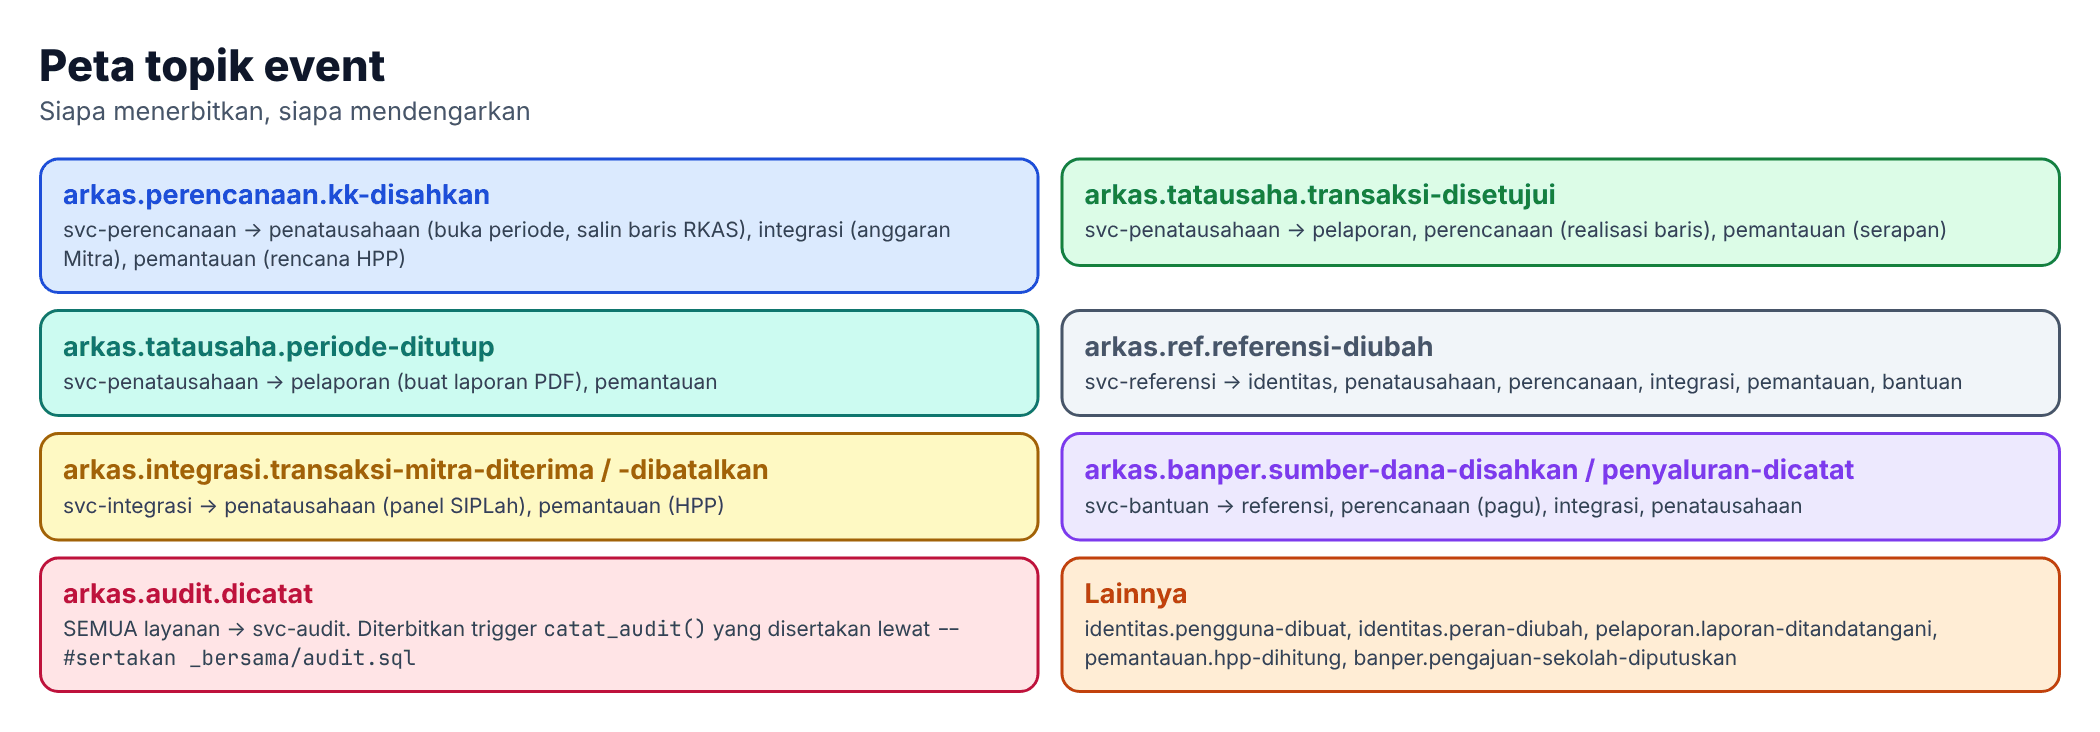 Peta topik event
Siapa menerbitkan, siapa mendengarkan
arkas.perencanaan.kk-disahkan
svc-perencanaan → penatausahaan (buka periode, salin baris RKAS), integrasi (anggaran
Mitra), pemantauan (rencana HPP)
arkas.tatausaha.transaksi-disetujui
svc-penatausahaan → pelaporan, perencanaan (realisasi baris), pemantauan (serapan)
arkas.tatausaha.periode-ditutup
svc-penatausahaan → pelaporan (buat laporan PDF), pemantauan
arkas.ref.referensi-diubah
svc-referensi → identitas, penatausahaan, perencanaan, integrasi, pemantauan, bantuan
arkas.integrasi.transaksi-mitra-diterima / -dibatalkan
svc-integrasi → penatausahaan (panel SIPLah), pemantauan (HPP)
arkas.banper.sumber-dana-disahkan / penyaluran-dicatat
svc-bantuan → referensi, perencanaan (pagu), integrasi, penatausahaan
arkas.audit.dicatat
SEMUA layanan → svc-audit. Diterbitkan trigger catat_audit() yang disertakan lewat --
#sertakan _bersama/audit.sql
Lainnya
identitas.pengguna-dibuat, identitas.peran-diubah, pelaporan.laporan-ditandatangani,
pemantauan.hpp-dihitung, banper.pengajuan-sekolah-diputuskan